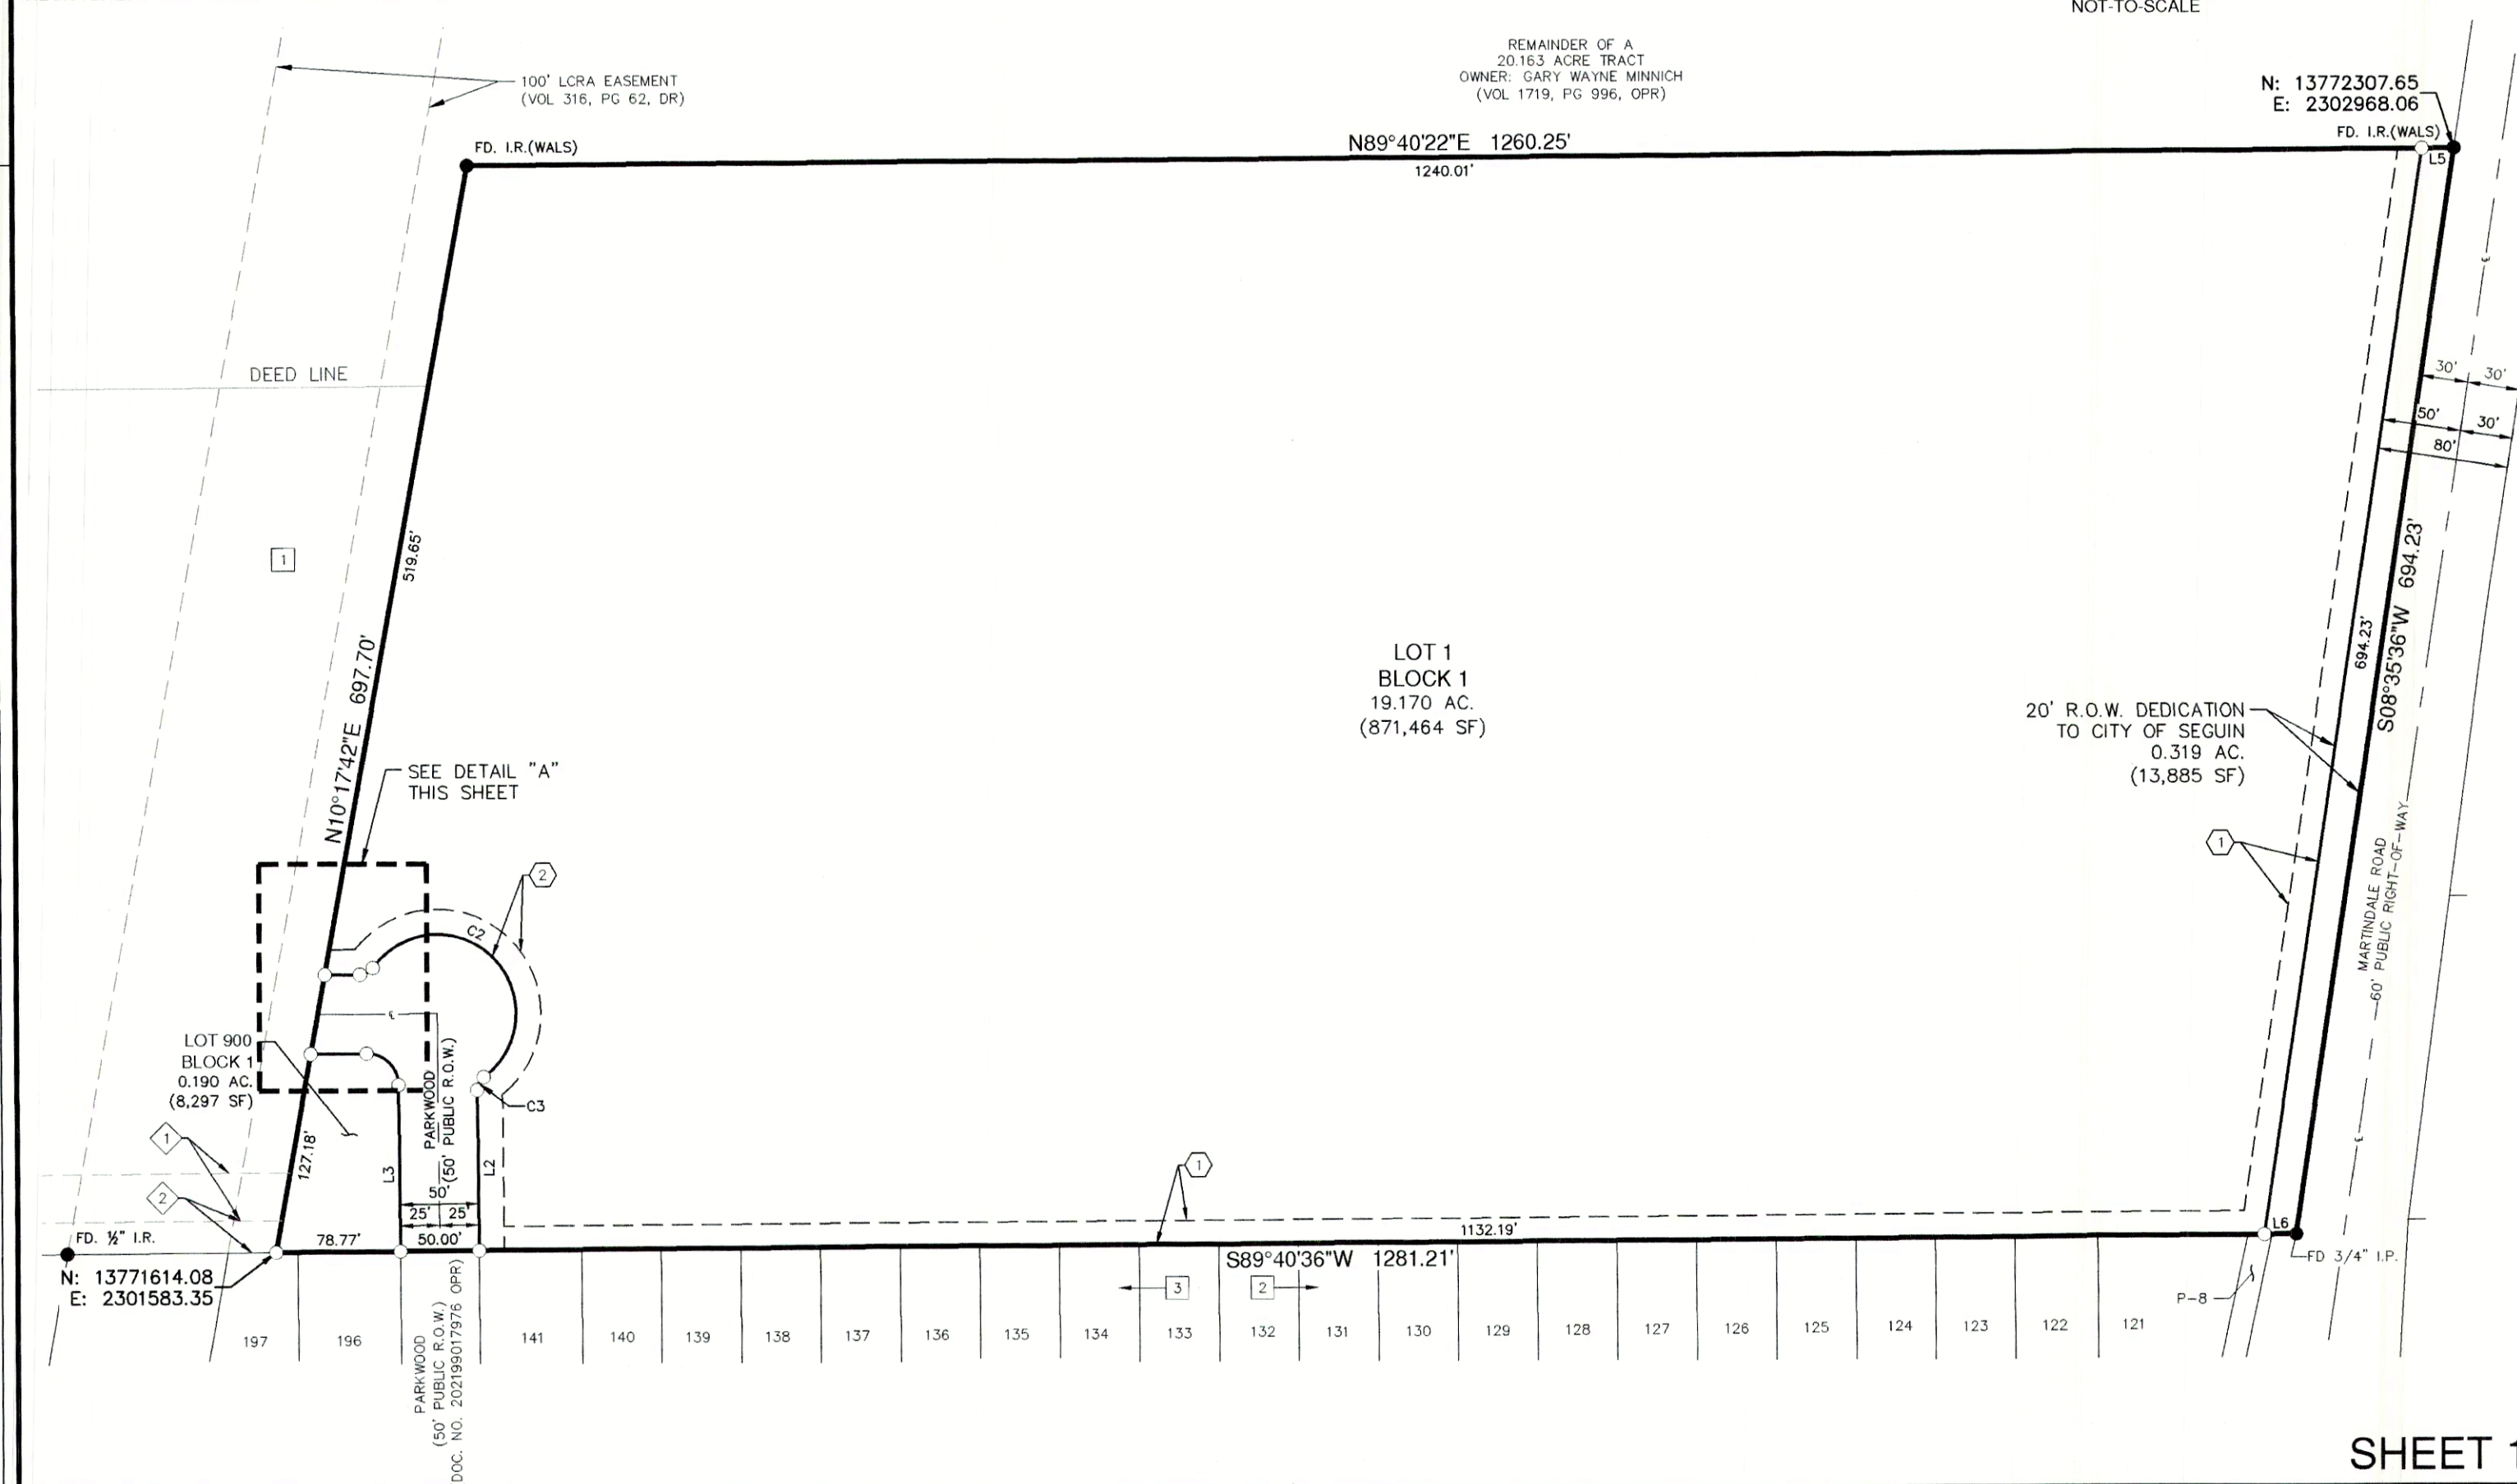 NOT-TO-SCALE
REMAINDER OF A
20.163 ACRE TRACT
OWNER: GARY WAYNE MINNICH
(VOL 1719, PG 996, OPR)
100' LCRA EASEMENT
(VOL 316, PG 62, DR)
N: 13772307.65
E: 2302968.06
FD. I.R.(WALS)
FD. I.R.(WALS)
N89°40'22"E 1260.25'
1240.01'
L5
DEED LINE
30'
30'
50'
30'
80'
1
519.65'
N10°17'42"E 697.70'
LOT 1
BLOCK 1
19.170 AC.
(871,464 SF)
694.23'
S08°35'36"W 694.23'
20' R.O.W. DEDICATION
TO CITY OF SEGUIN
0.319 AC.
(13,885 SF)
SEE DETAIL "A"
THIS SHEET
1
MARTINDALE ROAD
60' PUBLIC RIGHT-OF-WAY
2
C2
LOT 900
BLOCK 1
0.190 AC.
(8,297 SF)
PARKWOOD
(50' PUBLIC R.O.W.)
C3
1
2
127.18'
L3
L2
50'
25'
25'
1
FD. ½" I.R.
78.77'
50.00'
1132.19'
L6
N: 13771614.08
E: 2301583.35
S89°40'36"W 1281.21'
FD 3/4" I.P.
3
2
P-8
197
196
141
140
139
138
137
136
135
134
133
132
131
130
129
128
127
126
125
124
123
122
121
PARKWOOD
(50' PUBLIC R.O.W.)
DOC. NO. 202199017976 OPR)
SHEET 1